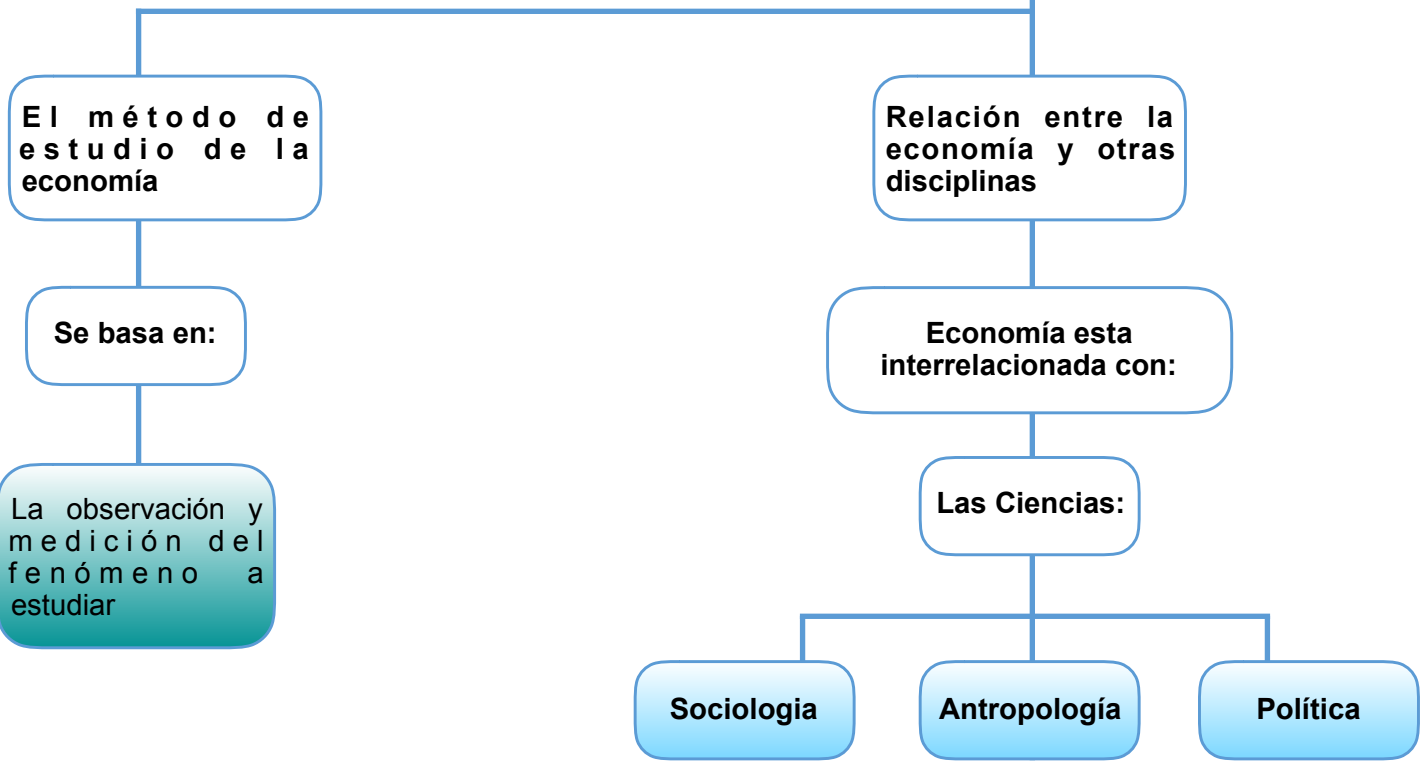 El método de
estudio de la
economía
Relación entre la
economía y otras
disciplinas
Se basa en:
Economía esta
interrelacionada con:
La observación y
medición del
fenómeno a
estudiar
Las Ciencias:
Sociologia
Antropología
Política